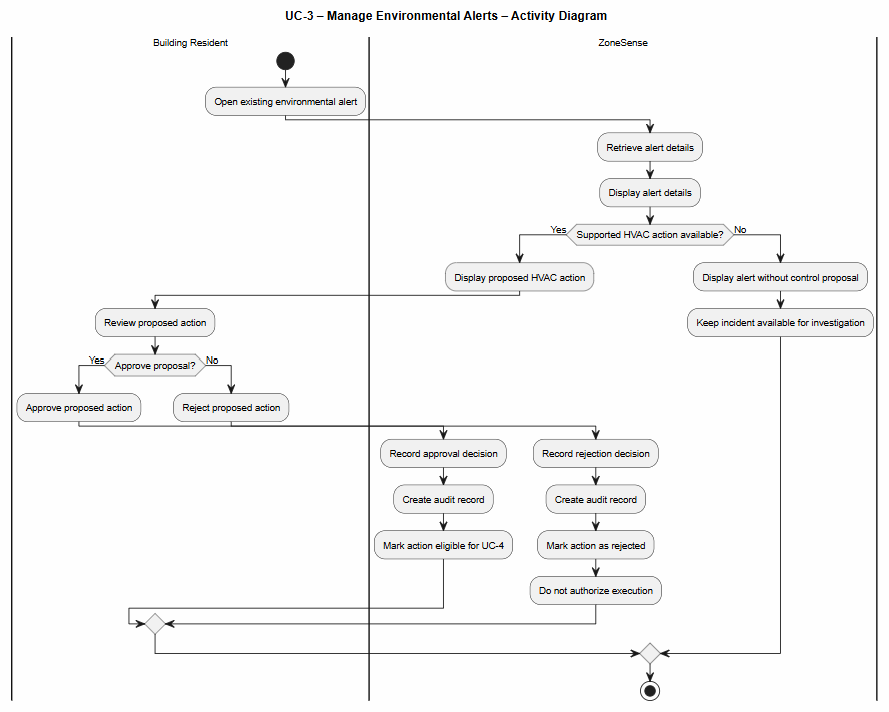 UC-3 – Manage Environmental Alerts – Activity Diagram
Building Resident
ZoneSense
Open existing environmental alert
Retrieve alert details
Display alert details
Supported HVAC action available?
Yes
No
Display proposed HVAC action
Display alert without control proposal
Review proposed action
Keep incident available for investigation
Approve proposal?
Yes
No
Approve proposed action
Reject proposed action
Record approval decision
Record rejection decision
Create audit record
Create audit record
Mark action eligible for UC-4
Mark action as rejected
Do not authorize execution